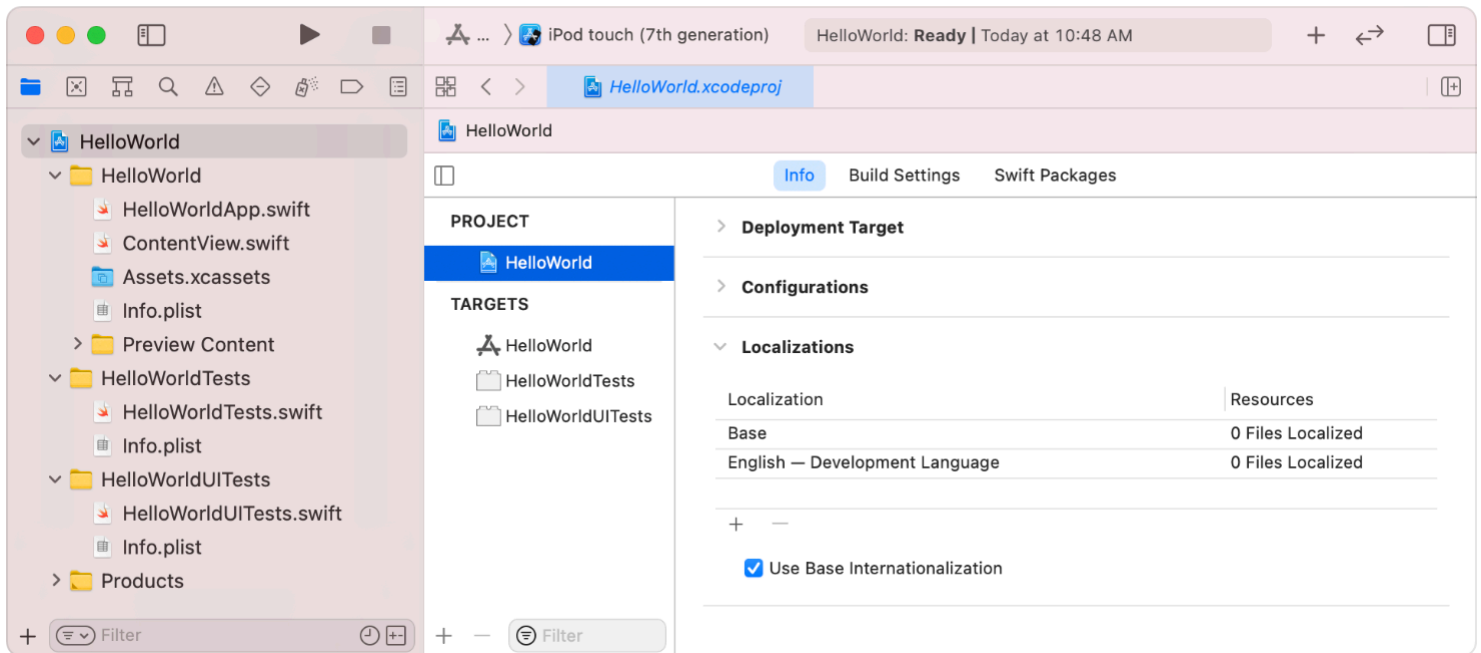 ... iPod touch (7th generation)
HelloWorld: Ready | Today at 10:48 AM
HelloWorld.xcodeproj
HelloWorld
HelloWorld
HelloWorldApp.swift
ContentView.swift
Assets.xcassets
Info.plist
Preview Content
HelloWorldTests
HelloWorldTests.swift
Info.plist
HelloWorldUITests
HelloWorldUITests.swift
Info.plist
Products
Filter
HelloWorld
Info Build Settings Swift Packages
PROJECT
HelloWorld
TARGETS
HelloWorld
HelloWorldTests
HelloWorldUITests
Filter
Deployment Target
Configurations
Localizations
Localization Resources
Base 0 Files Localized
English — Development Language 0 Files Localized
Use Base Internationalization